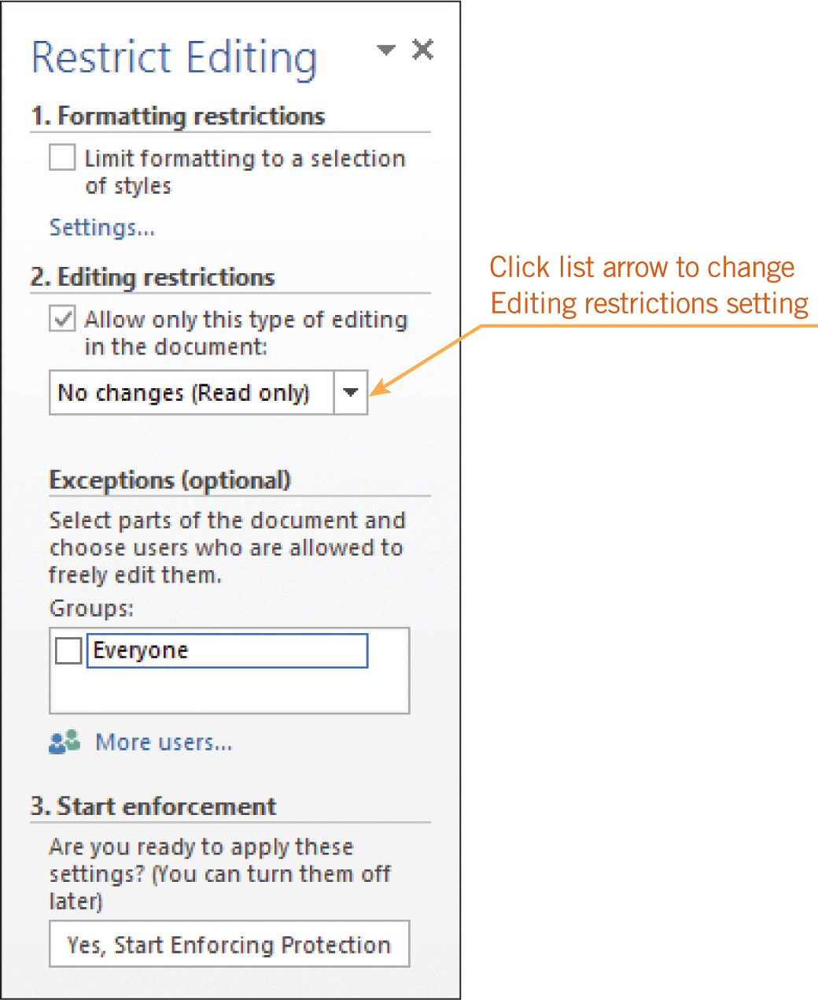 Restrict Editing
1. Formatting restrictions
Limit formatting to a selection
of styles
Settings...
2. Editing restrictions
Allow only this type of editing
in the document:
No changes (Read only)
Click list arrow to change
Editing restrictions setting
Exceptions (optional)
Select parts of the document and
choose users who are allowed to
freely edit them.
Groups:
Everyone
More users...
3. Start enforcement
Are you ready to apply these
settings? (You can turn them off
later)
Yes, Start Enforcing Protection